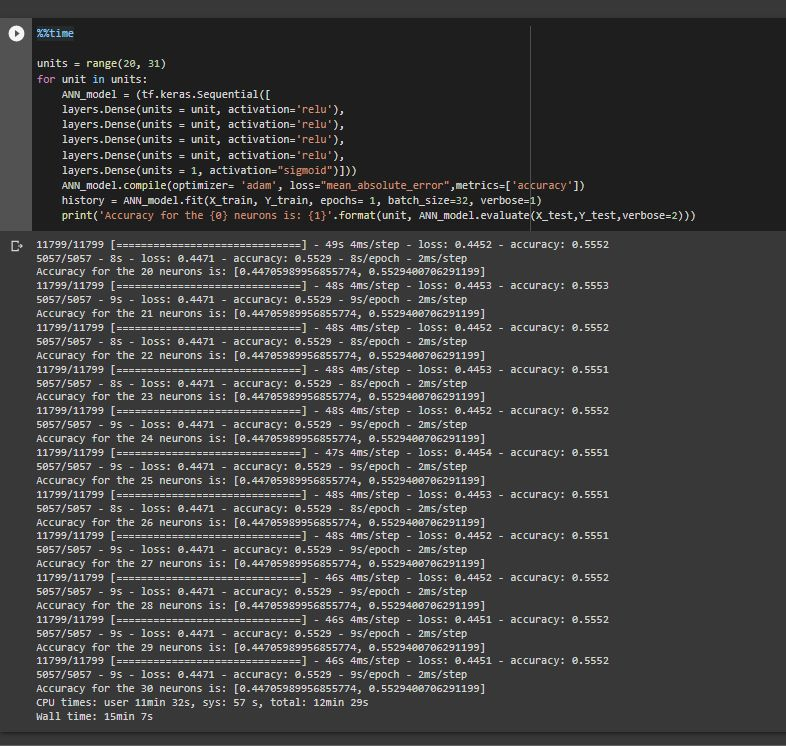 %%time
units = range(20, 31)
for unit in units:
ANN_model = (tf.keras.Sequential([
layers.Dense(units = unit, activation='relu'),
layers.Dense(units = unit, activation='relu'),
layers.Dense(units = unit, activation='relu'),
layers.Dense(units = unit, activation='relu'),
layers.Dense(units = 1, activation="sigmoid")]))
ANN_model.compile(optimizer= 'adam', loss="mean_absolute_error",metrics=['accuracy'])
history = ANN_model.fit(X_train, Y_train, epochs= 1, batch_size=32, verbose=1)
print('Accuracy for the {0} neurons is: {1}'.format(unit, ANN_model.evaluate(X_test,Y_test,verbose=2)))
11799/11799 [==============================] - 49s 4ms/step - loss: 0.4452 - accuracy: 0.5552
5057/5057 - 8s - loss: 0.4471 - accuracy: 0.5529 - 8s/epoch - 2ms/step
Accuracy for the 20 neurons is: [0.44705989956855774, 0.5529400706291199]
11799/11799 [==============================] - 48s 4ms/step - loss: 0.4453 - accuracy: 0.5553
5057/5057 - 9s - loss: 0.4471 - accuracy: 0.5529 - 9s/epoch - 2ms/step
Accuracy for the 21 neurons is: [0.44705989956855774, 0.5529400706291199]
11799/11799 [==============================] - 48s 4ms/step - loss: 0.4452 - accuracy: 0.5552
5057/5057 - 8s - loss: 0.4471 - accuracy: 0.5529 - 8s/epoch - 2ms/step
Accuracy for the 22 neurons is: [0.44705989956855774, 0.5529400706291199]
11799/11799 [==============================] - 48s 4ms/step - loss: 0.4453 - accuracy: 0.5551
5057/5057 - 8s - loss: 0.4471 - accuracy: 0.5529 - 8s/epoch - 2ms/step
Accuracy for the 23 neurons is: [0.44705989956855774, 0.5529400706291199]
11799/11799 [==============================] - 48s 4ms/step - loss: 0.4452 - accuracy: 0.5552
5057/5057 - 9s - loss: 0.4471 - accuracy: 0.5529 - 9s/epoch - 2ms/step
Accuracy for the 24 neurons is: [0.44705989956855774, 0.5529400706291199]
11799/11799 [==============================] - 47s 4ms/step - loss: 0.4454 - accuracy: 0.5551
5057/5057 - 9s - loss: 0.4471 - accuracy: 0.5529 - 9s/epoch - 2ms/step
Accuracy for the 25 neurons is: [0.44705989956855774, 0.5529400706291199]
11799/11799 [==============================] - 48s 4ms/step - loss: 0.4453 - accuracy: 0.5551
5057/5057 - 8s - loss: 0.4471 - accuracy: 0.5529 - 8s/epoch - 2ms/step
Accuracy for the 26 neurons is: [0.44705989956855774, 0.5529400706291199]
11799/11799 [==============================] - 48s 4ms/step - loss: 0.4452 - accuracy: 0.5551
5057/5057 - 9s - loss: 0.4471 - accuracy: 0.5529 - 9s/epoch - 2ms/step
Accuracy for the 27 neurons is: [0.44705989956855774, 0.5529400706291199]
11799/11799 [==============================] - 46s 4ms/step - loss: 0.4452 - accuracy: 0.5552
5057/5057 - 9s - loss: 0.4471 - accuracy: 0.5529 - 9s/epoch - 2ms/step
Accuracy for the 28 neurons is: [0.44705989956855774, 0.5529400706291199]
11799/11799 [==============================] - 46s 4ms/step - loss: 0.4451 - accuracy: 0.5552
5057/5057 - 9s - loss: 0.4471 - accuracy: 0.5529 - 9s/epoch - 2ms/step
Accuracy for the 29 neurons is: [0.44705989956855774, 0.5529400706291199]
11799/11799 [==============================] - 46s 4ms/step - loss: 0.4451 - accuracy: 0.5552
5057/5057 - 9s - loss: 0.4471 - accuracy: 0.5529 - 9s/epoch - 2ms/step
Accuracy for the 30 neurons is: [0.44705989956855774, 0.5529400706291199]
CPU times: user 11min 32s, sys: 57 s, total: 12min 29s
Wall time: 15min 7s